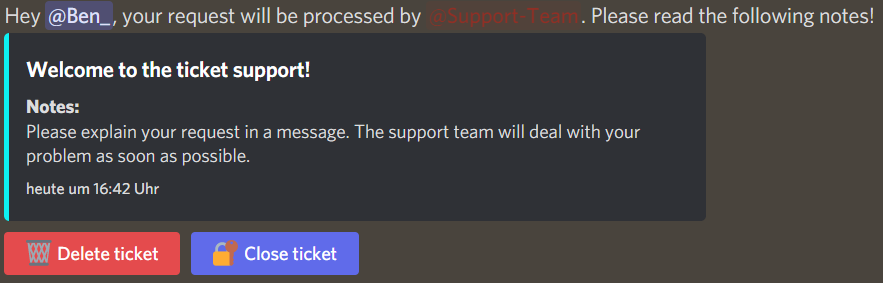 Hey @Ben_, your request will be processed by @Support-Team. Please read the following notes!
Welcome to the ticket support!
Notes:
Please explain your request in a message. The support team will deal with your
problem as soon as possible.
heute um 16:42 Uhr
Delete ticket
Close ticket